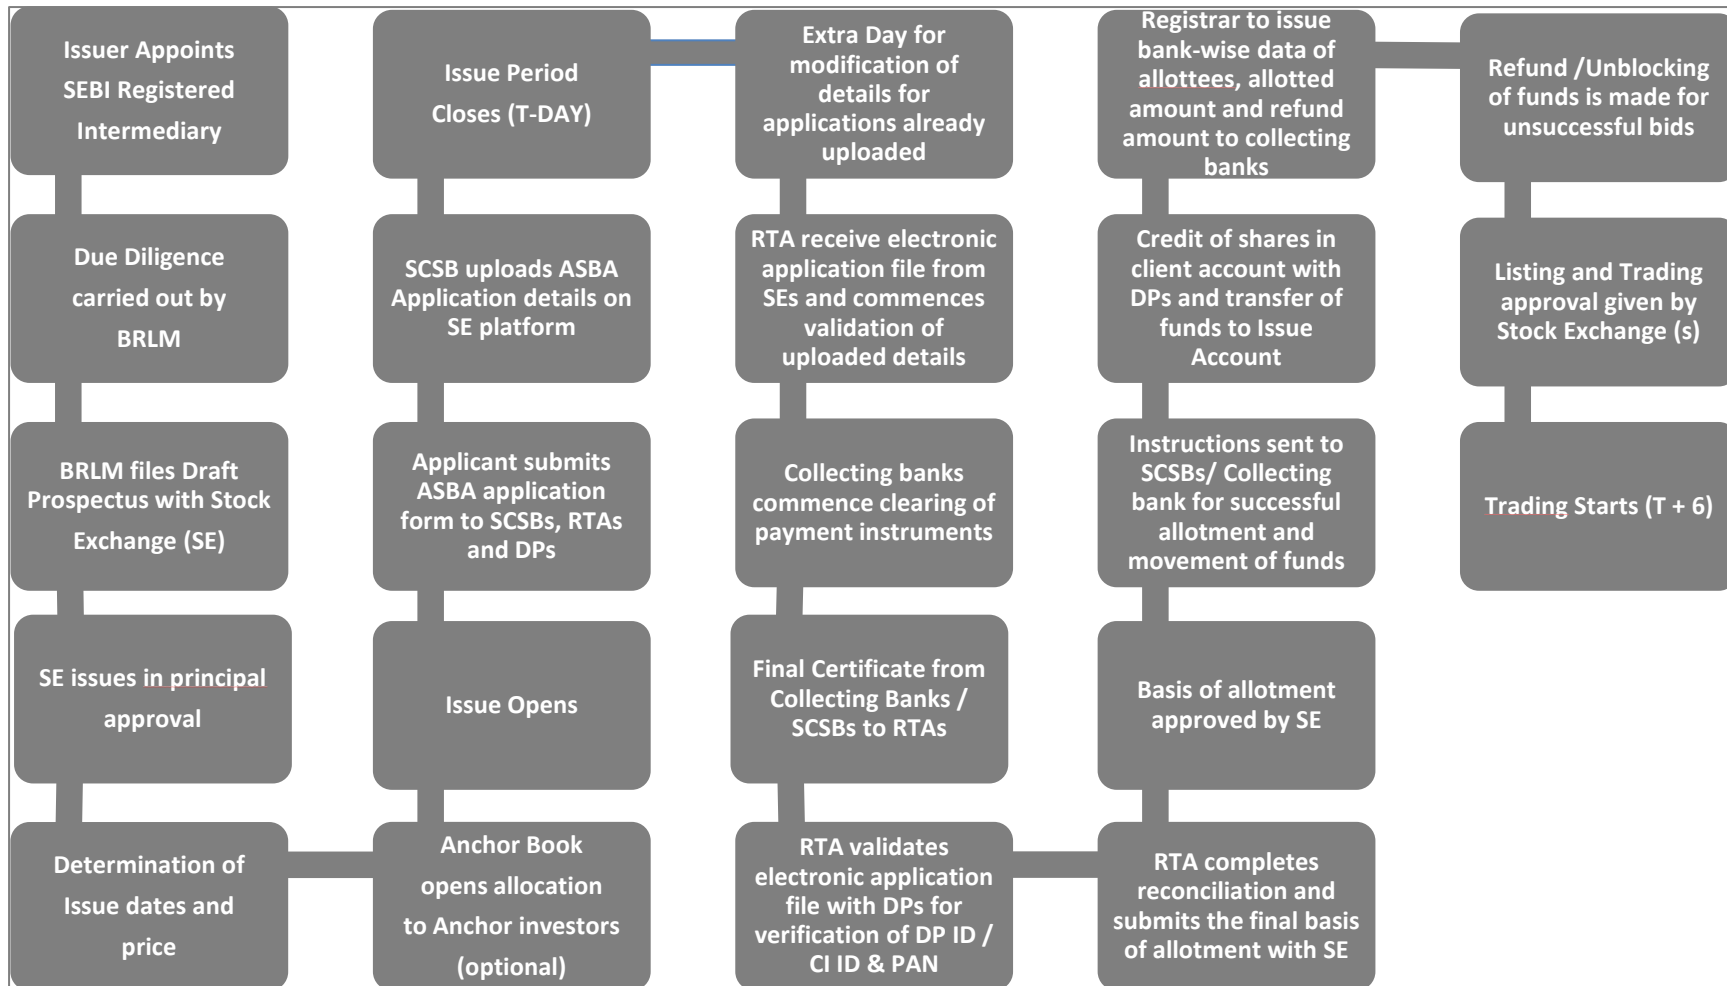 Issuer Appoints
SEBI Registered
Intermediary
Due Diligence
carried out by
BRLM
BRLM files Draft
Prospectus with Stock
Exchange (SE)
SE issues in principal
approval
Determination of
Issue dates and
price
Anchor Book
opens allocation
to Anchor investors
(optional)
Issue Opens
Applicant submits
ASBA application
form to SCSBs, RTAs
and DPs
SCSB uploads ASBA
Application details on
SE platform
Issue Period
Closes (T-DAY)
Extra Day for
modification of
details for
applications already
uploaded
RTA receive electronic
application file from
SEs and commences
validation of
uploaded details
Collecting banks
commence clearing of
payment instruments
Final Certificate from
Collecting Banks /
SCSBs to RTAs
RTA validates
electronic application
file with DPs for
verification of DP ID /
CI ID & PAN
RTA completes
reconciliation and
submits the final basis
of allotment with SE
Basis of allotment
approved by SE
Instructions sent to
SCSBs/ Collecting
bank for successful
allotment and
movement of funds
Credit of shares in
client account with
DPs and transfer of
funds to Issue
Account
Registrar to issue
bank-wise data of
allottees, allotted
amount and refund
amount to collecting
banks
Refund /Unblocking
of funds is made for
unsuccessful bids
Listing and Trading
approval given by
Stock Exchange (s)
Trading Starts (T + 6)